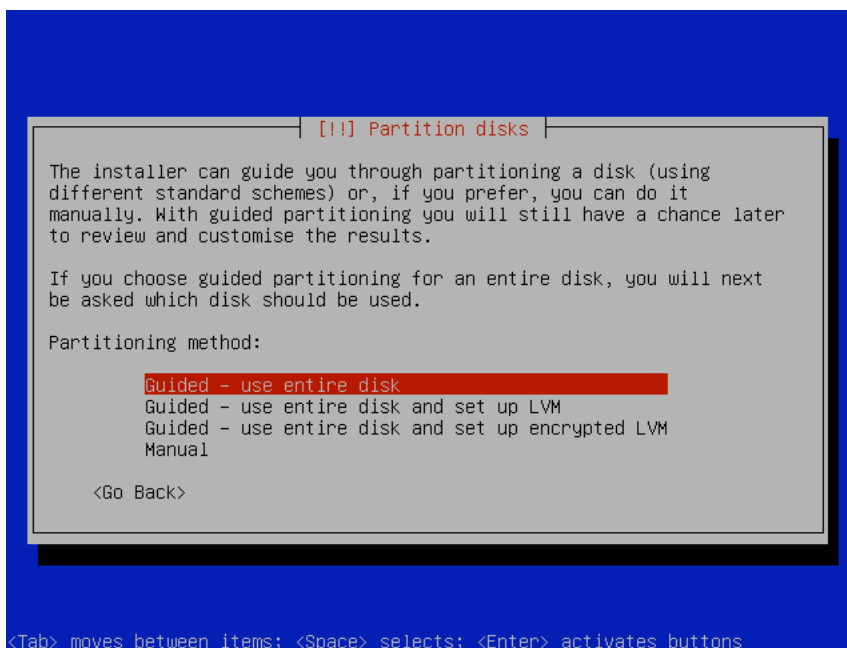 [!!] Partition disks
The installer can guide you through partitioning a disk (using
different standard schemes) or, if you prefer, you can do it
manually. With guided partitioning you will still have a chance later
to review and customise the results.
If you choose guided partitioning for an entire disk, you will next
be asked which disk should be used.
Partitioning method:
Guided - use entire disk
Guided - use entire disk and set up LVM
Guided - use entire disk and set up encrypted LVM
Manual
<Go Back>
<Tab> moves between items; <Space> selects; <Enter> activates buttons